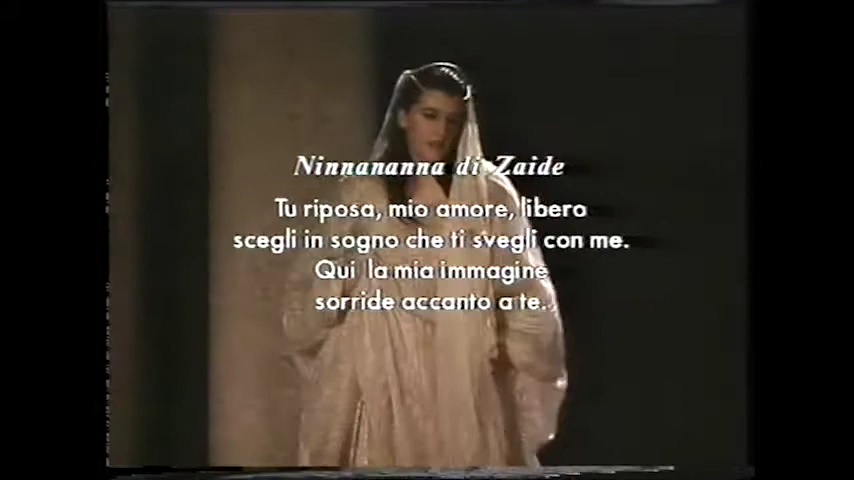 Ninnananna di Zaide
Tu riposa, mio amore, libero
scegli in sogno che ti svegli con me.
Qui la mia immagine
sorride accanto a te..